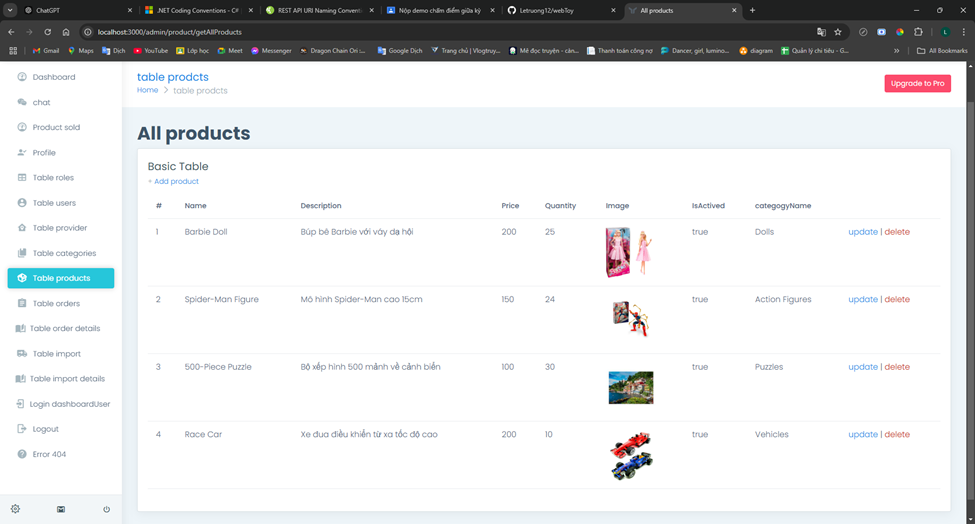 ChatGPT
.NET Coding Conventions - C#
REST API URI Naming Convent
Nộp demo chấm điểm giữa kỳ
Letruong12/webToy
All products
localhost:3000/admin/product/getAllProducts
Gmail
Maps
Dịch
YouTube
Lớp học
Meet
Messenger
Dragon Chain Ori :...
Google Dịch
Trang chủ | Vlogtruy...
Mê đọc truyện - cần...
Thanh toán công nợ
Dancer, girl, lumino...
diagram
Quản lý chi tiêu - G...
All Bookmarks
Dashboard
chat
Product sold
Profile
Table roles
Table users
Table provider
Table categories
Table products
Table orders
Table order details
Table import
Table import details
Login dashboardUser
Logout
Error 404
table prodcts
Home > table prodcts
Upgrade to Pro
All products
Basic Table
+ Add product
# Name Description Price Quantity Image IsActived categogyName
1 Barbie Doll Búp bê Barbie với váy dạ hội 200 25 true Dolls update | delete
2 Spider-Man Figure Mô hình Spider-Man cao 15cm 150 24 true Action Figures update | delete
3 500-Piece Puzzle Bộ xếp hình 500 mảnh về cảnh biển 100 30 true Puzzles update | delete
4 Race Car Xe đua điều khiển từ xa tốc độ cao 200 10 true Vehicles update | delete